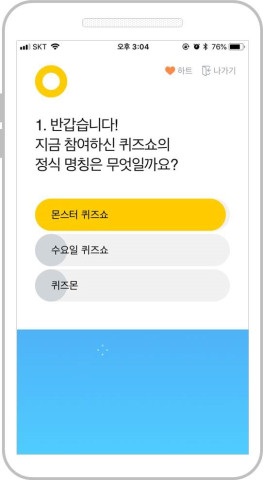 SKT 오후 3:04 76%
하트 나가기
1. 반갑습니다!
지금 참여하신 퀴즈쇼의
정식 명칭은 무엇일까요?
몬스터 퀴즈쇼
수요일 퀴즈쇼
퀴즈몬